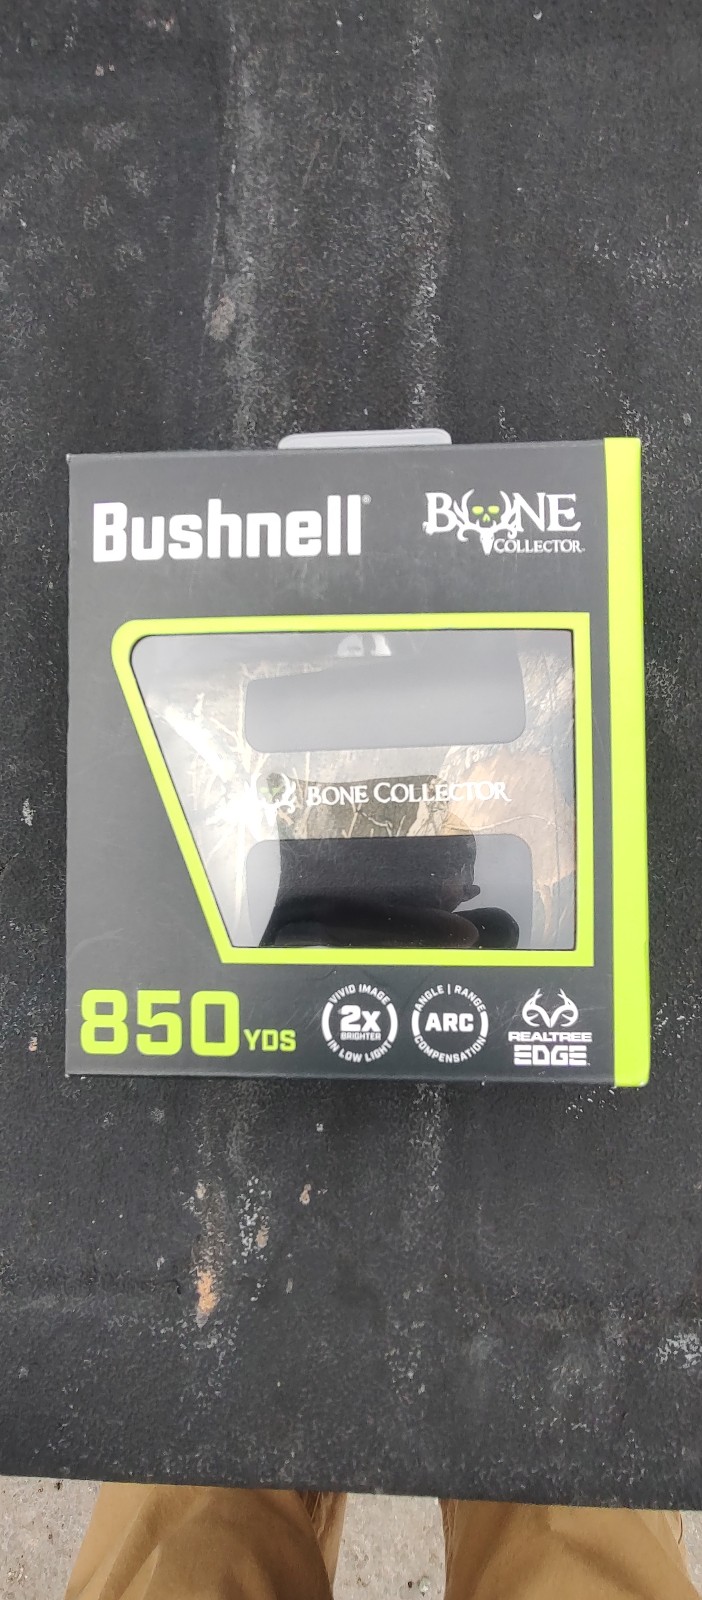 Bushnell®
BONE
COLLECTOR
BONE COLLECTOR
850 YDS
VIVID IMAGE
2X
BRIGHTER
IN LOW LIGHT
ANGLE | RANGE
ARC
COMPENSATION
REALTREE
EDGE